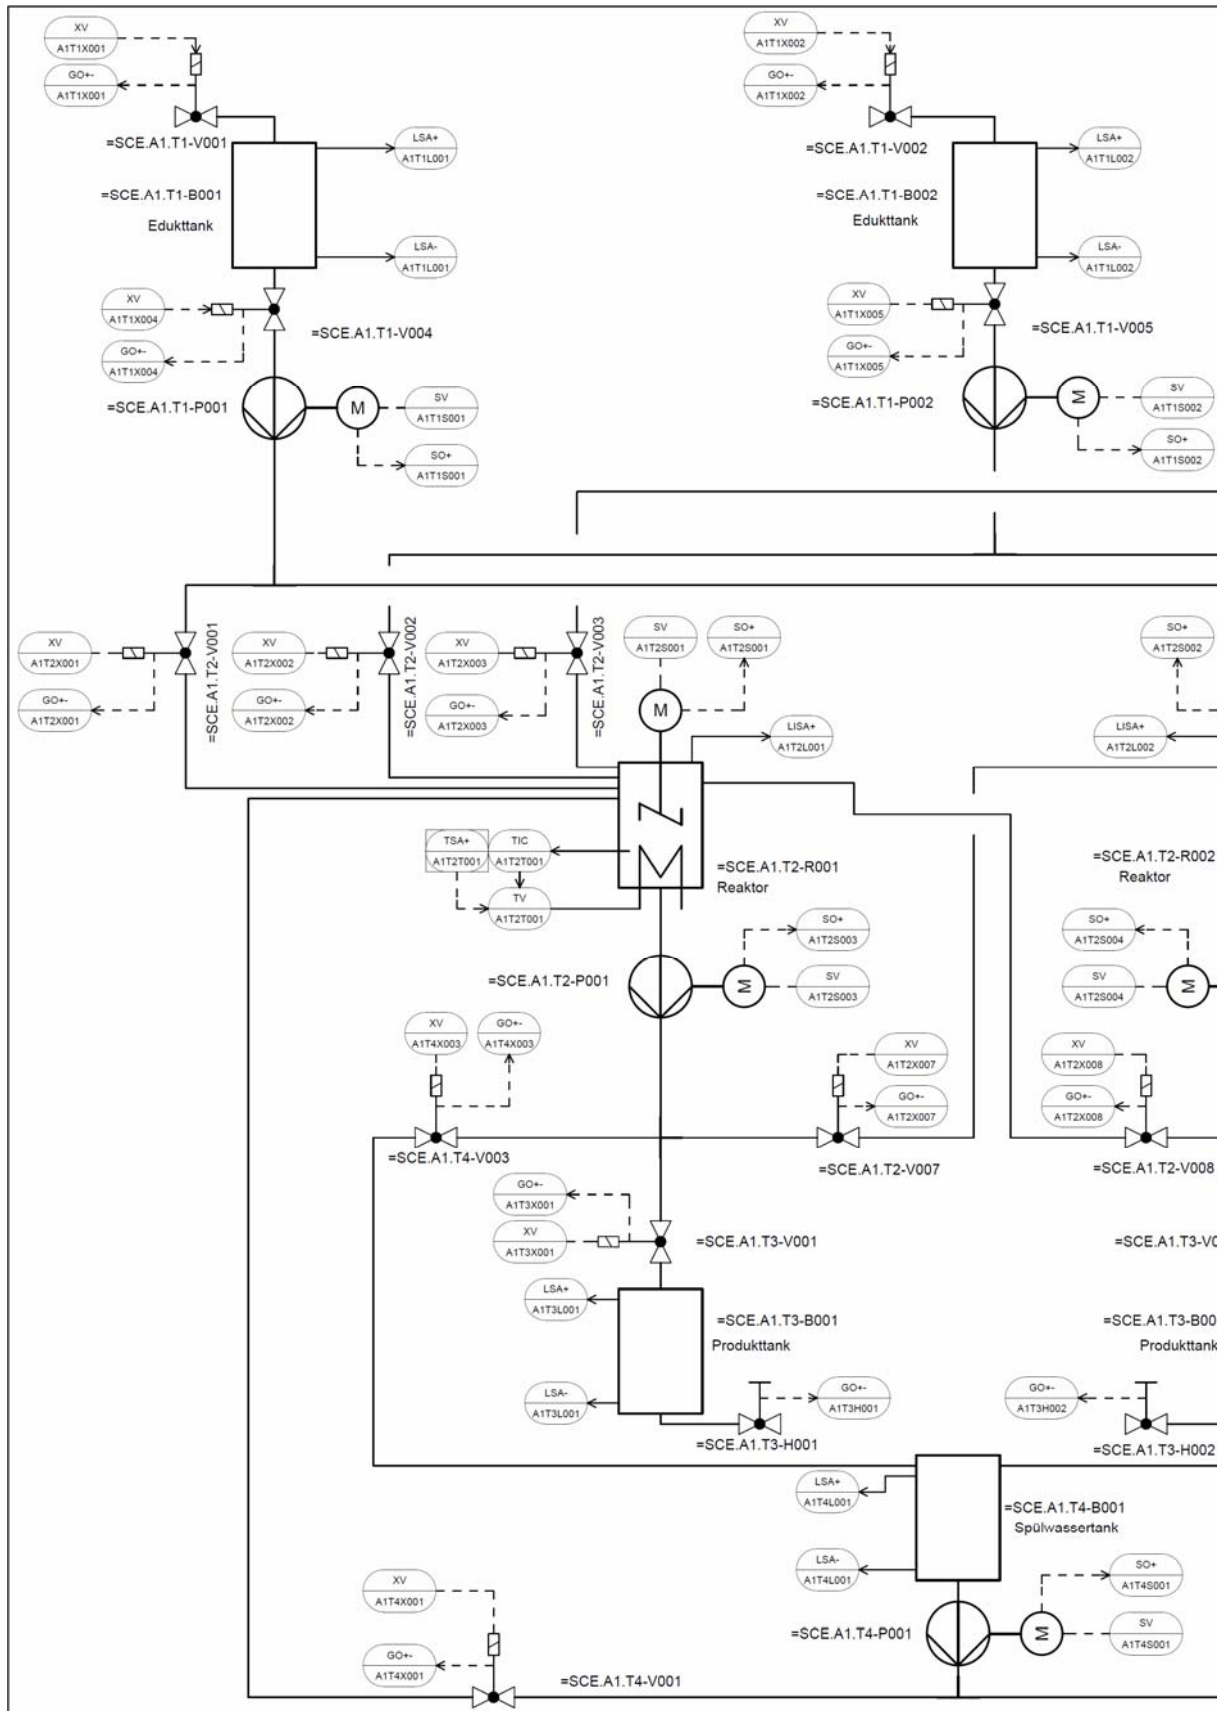 XV
A1T1X001
GO+-
A1T1X001
=SCE.A1.T1-V001
LSA+
A1T1L001
=SCE.A1.T1-B001
Edukttank
LSA-
A1T1L001
XV
A1T1X004
GO+-
A1T1X004
=SCE.A1.T1-V004
=SCE.A1.T1-P001
M
SV
A1T1S001
SO+
A1T1S001
XV
A1T1X002
GO+-
A1T1X002
=SCE.A1.T1-V002
LSA+
A1T1L002
=SCE.A1.T1-B002
Edukttank
LSA-
A1T1L002
XV
A1T1X005
GO+-
A1T1X005
=SCE.A1.T1-V005
=SCE.A1.T1-P002
M
SV
A1T1S002
SO+
A1T1S002
XV
A1T2X001
GO+-
A1T2X001
=SCE.A1.T2-V001
XV
A1T2X002
GO+-
A1T2X002
=SCE.A1.T2-V002
XV
A1T2X003
GO+-
A1T2X003
=SCE.A1.T2-V003
SV
A1T2S001
SO+
A1T2S001
M
LISA+
A1T2L001
SO+
A1T2S002
LISA+
A1T2L002
TSA+
A1T2T001
TIC
A1T2T001
TV
A1T2T001
=SCE.A1.T2-R001
Reaktor
=SCE.A1.T2-R002
Reaktor
=SCE.A1.T2-P001
M
SO+
A1T2S003
SV
A1T2S003
SO+
A1T2S004
SV
A1T2S004
M
XV
A1T4X003
GO+-
A1T4X003
=SCE.A1.T4-V003
XV
A1T2X007
GO+-
A1T2X007
=SCE.A1.T2-V007
XV
A1T2X008
GO+-
A1T2X008
=SCE.A1.T2-V008
GO+-
A1T3X001
XV
A1T3X001
=SCE.A1.T3-V001
=SCE.A1.T3-V0
LSA+
A1T3L001
=SCE.A1.T3-B001
Produkttank
LSA-
A1T3L001
=SCE.A1.T3-B00
Produkttank
GO+-
A1T3H001
=SCE.A1.T3-H001
GO+-
A1T3H002
=SCE.A1.T3-H002
LSA+
A1T4L001
=SCE.A1.T4-B001
Spülwassertank
LSA-
A1T4L001
=SCE.A1.T4-P001
M
SO+
A1T4S001
SV
A1T4S001
XV
A1T4X001
GO+-
A1T4X001
=SCE.A1.T4-V001